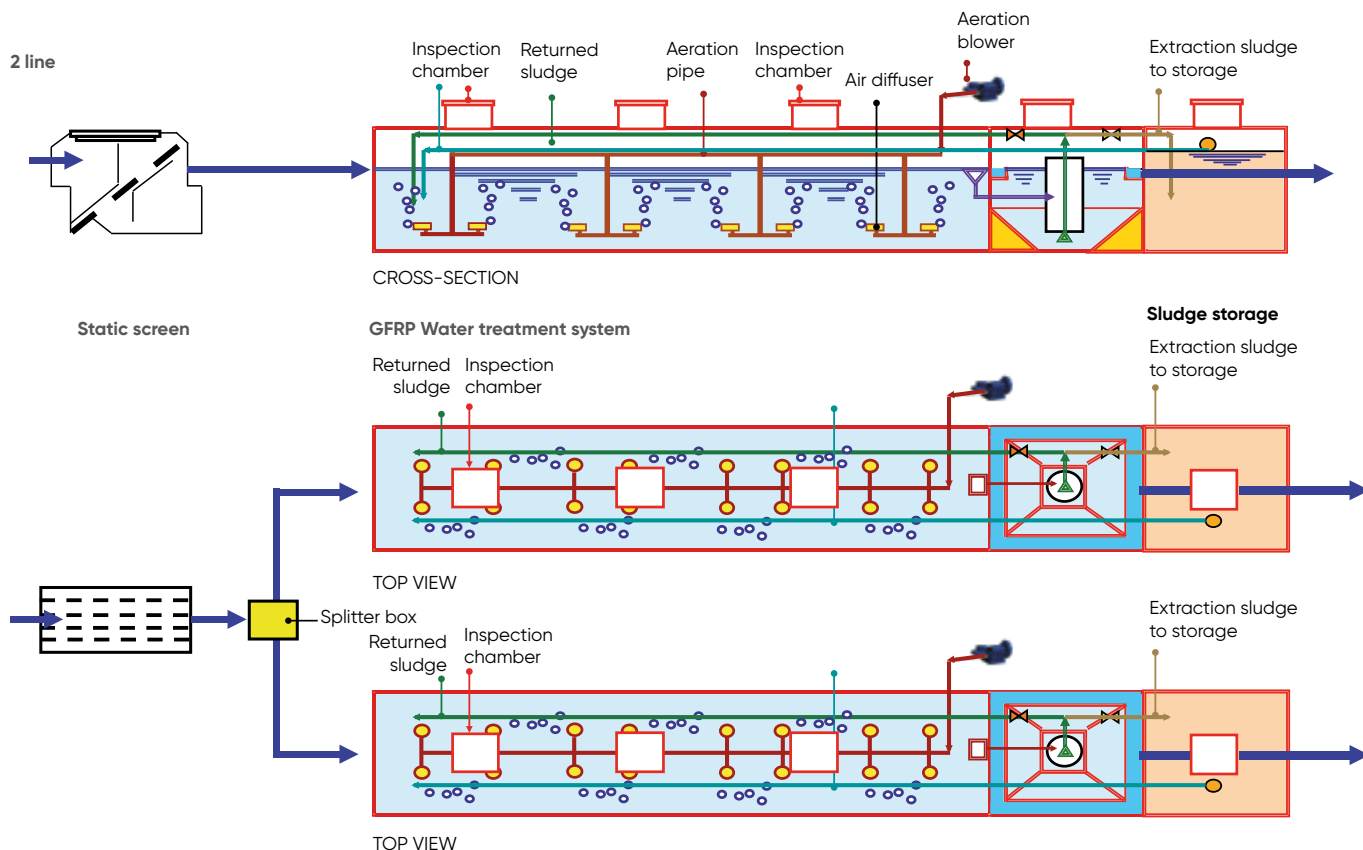 2 line
Inspection
chamber
Returned
sludge
Aeration
pipe
Inspection
chamber
Air diffuser
Aeration
blower
Extraction sludge
to storage
CROSS-SECTION
Static screen
GFRP Water treatment system
Sludge storage
Returned
sludge
Inspection
chamber
Extraction sludge
to storage
TOP VIEW
Splitter box
Returned
sludge
Inspection
chamber
Extraction sludge
to storage
TOP VIEW